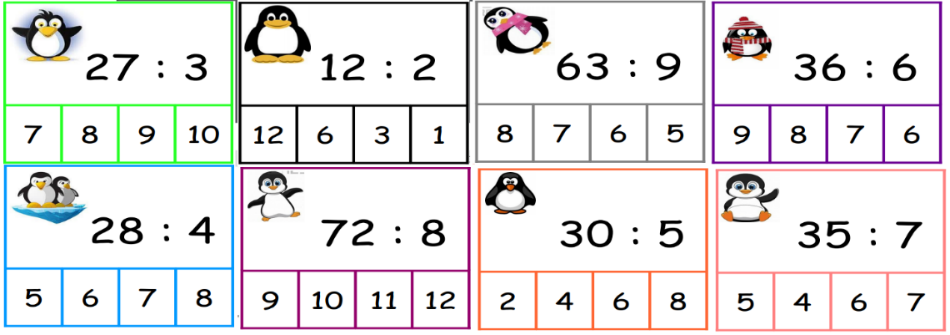 27 : 3
7 8 9 10
12 : 2
12 6 3 1
63 : 9
8 7 6 5
36 : 6
9 8 7 6
28 : 4
5 6 7 8
72 : 8
9 10 11 12
30 : 5
2 4 6 8
35 : 7
5 4 6 7